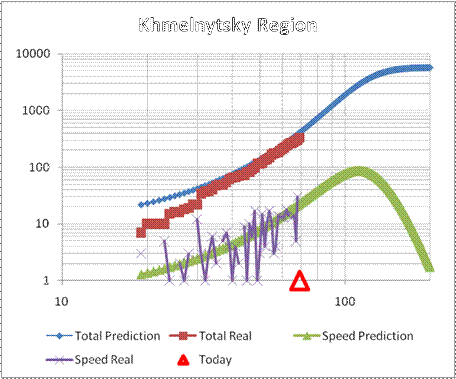 Khmelnytsky Region
10000
1000
100
10
1
10 100
Total Prediction Total Real Speed Prediction
Speed Real Today